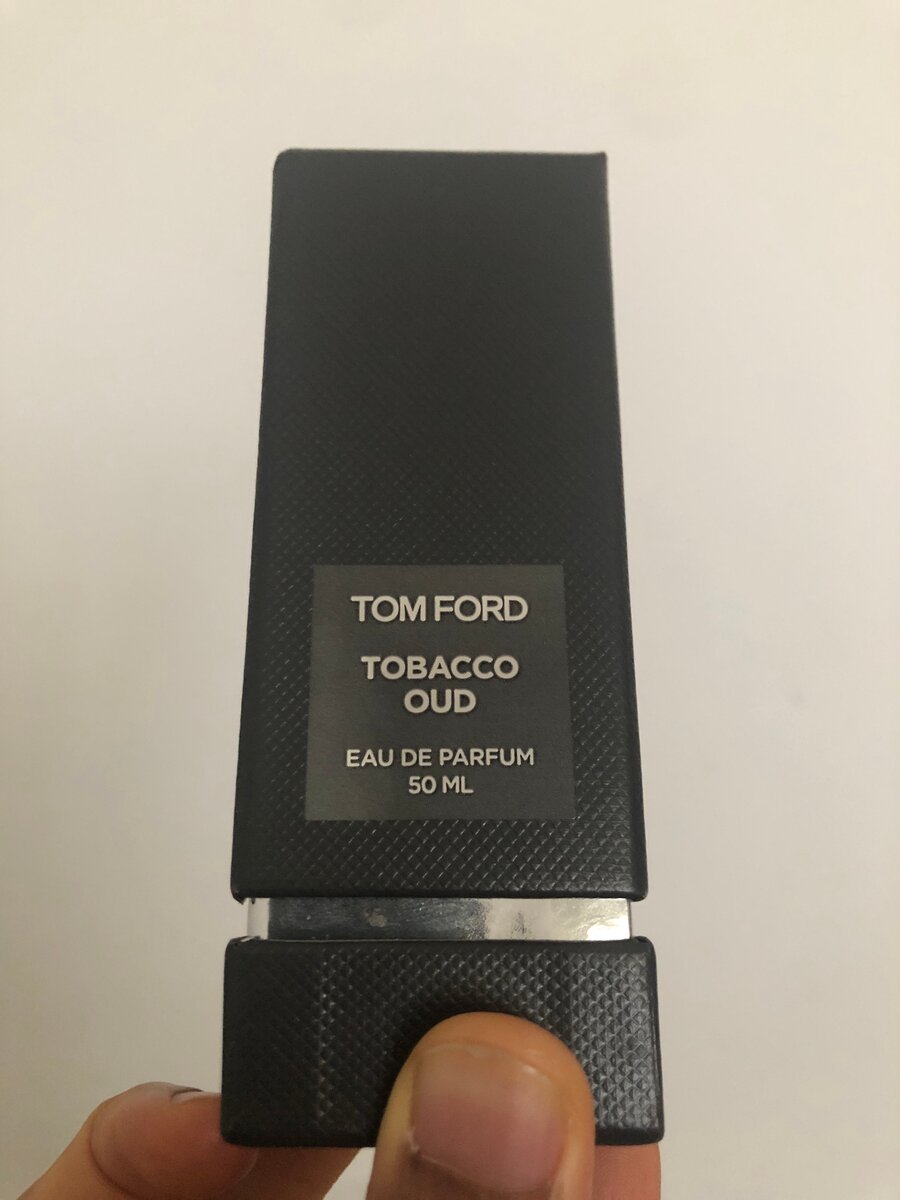 TOM FORD
TOBACCO
OUD
EAU DE PARFUM
50 ML